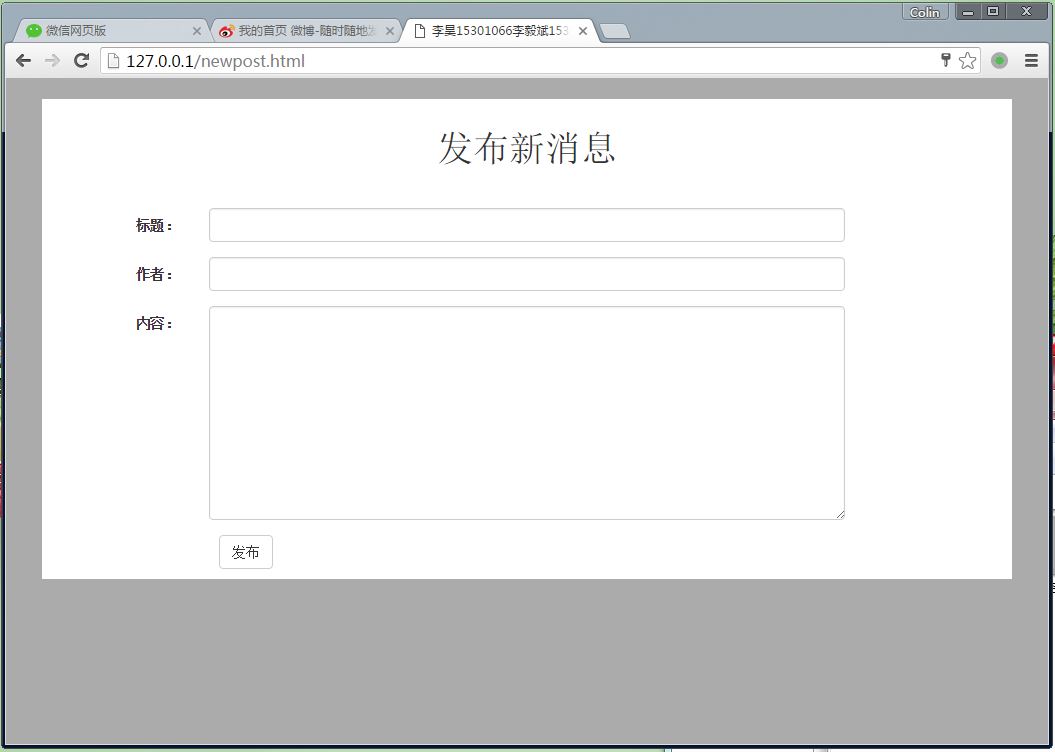 Colin
微信网页版
我的首页 微博-随时随地
李昊15301066李毅斌153
127.0.0.1/newpost.html
发布新消息
标题：
作者：
内容：
发布